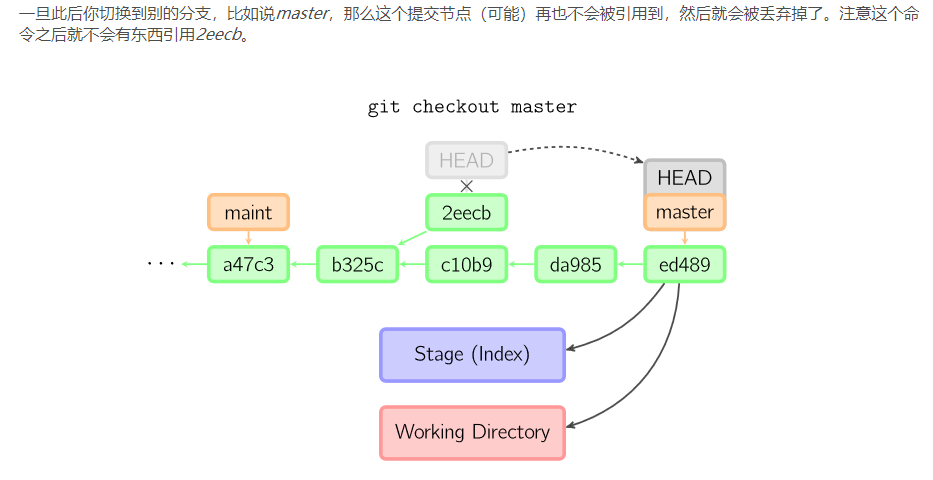 一旦此后你切换到别的分支，比如说master，那么这个提交节点（可能）再也不会被引用到，然后就会被丢弃掉了。注意这个命
令之后就不会有东西引用2eecb。
git checkout master
HEAD
HEAD
maint
2eecb
master
...
a47c3
b325c
c10b9
da985
ed489
Stage (Index)
Working Directory